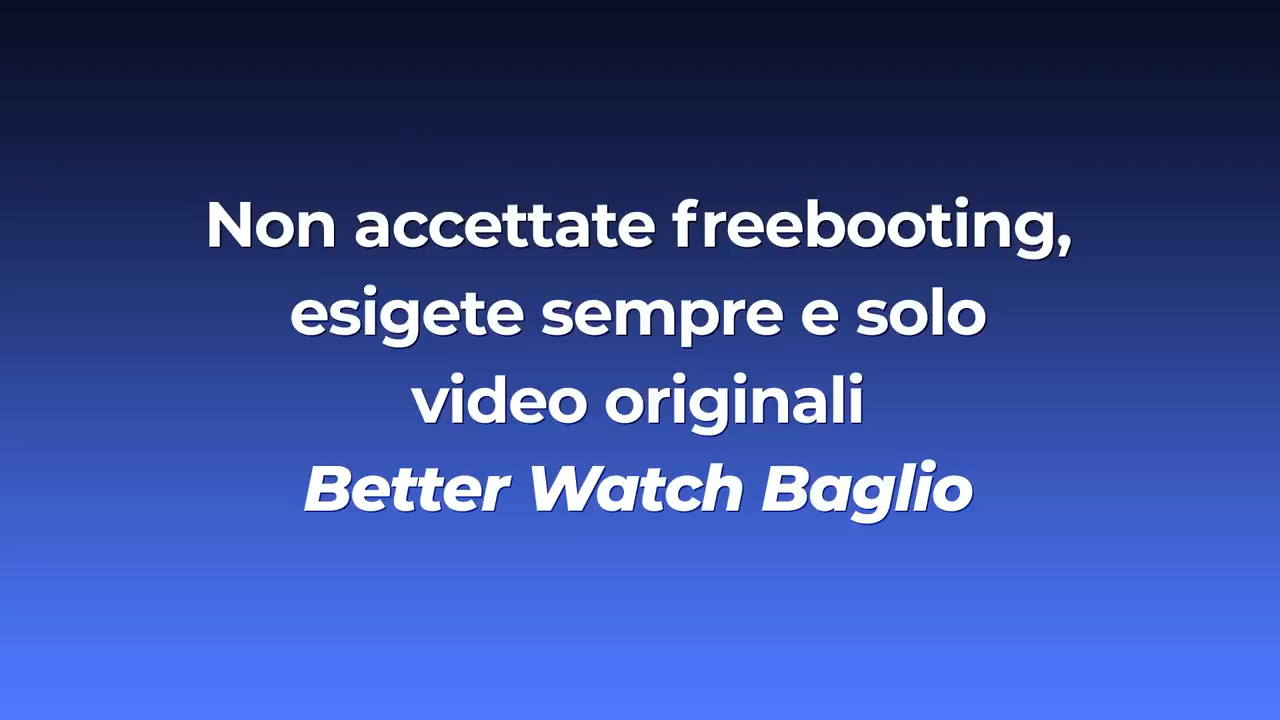 Non accettate freebooting,
esigete sempre e solo
video originali
Better Watch Baglio